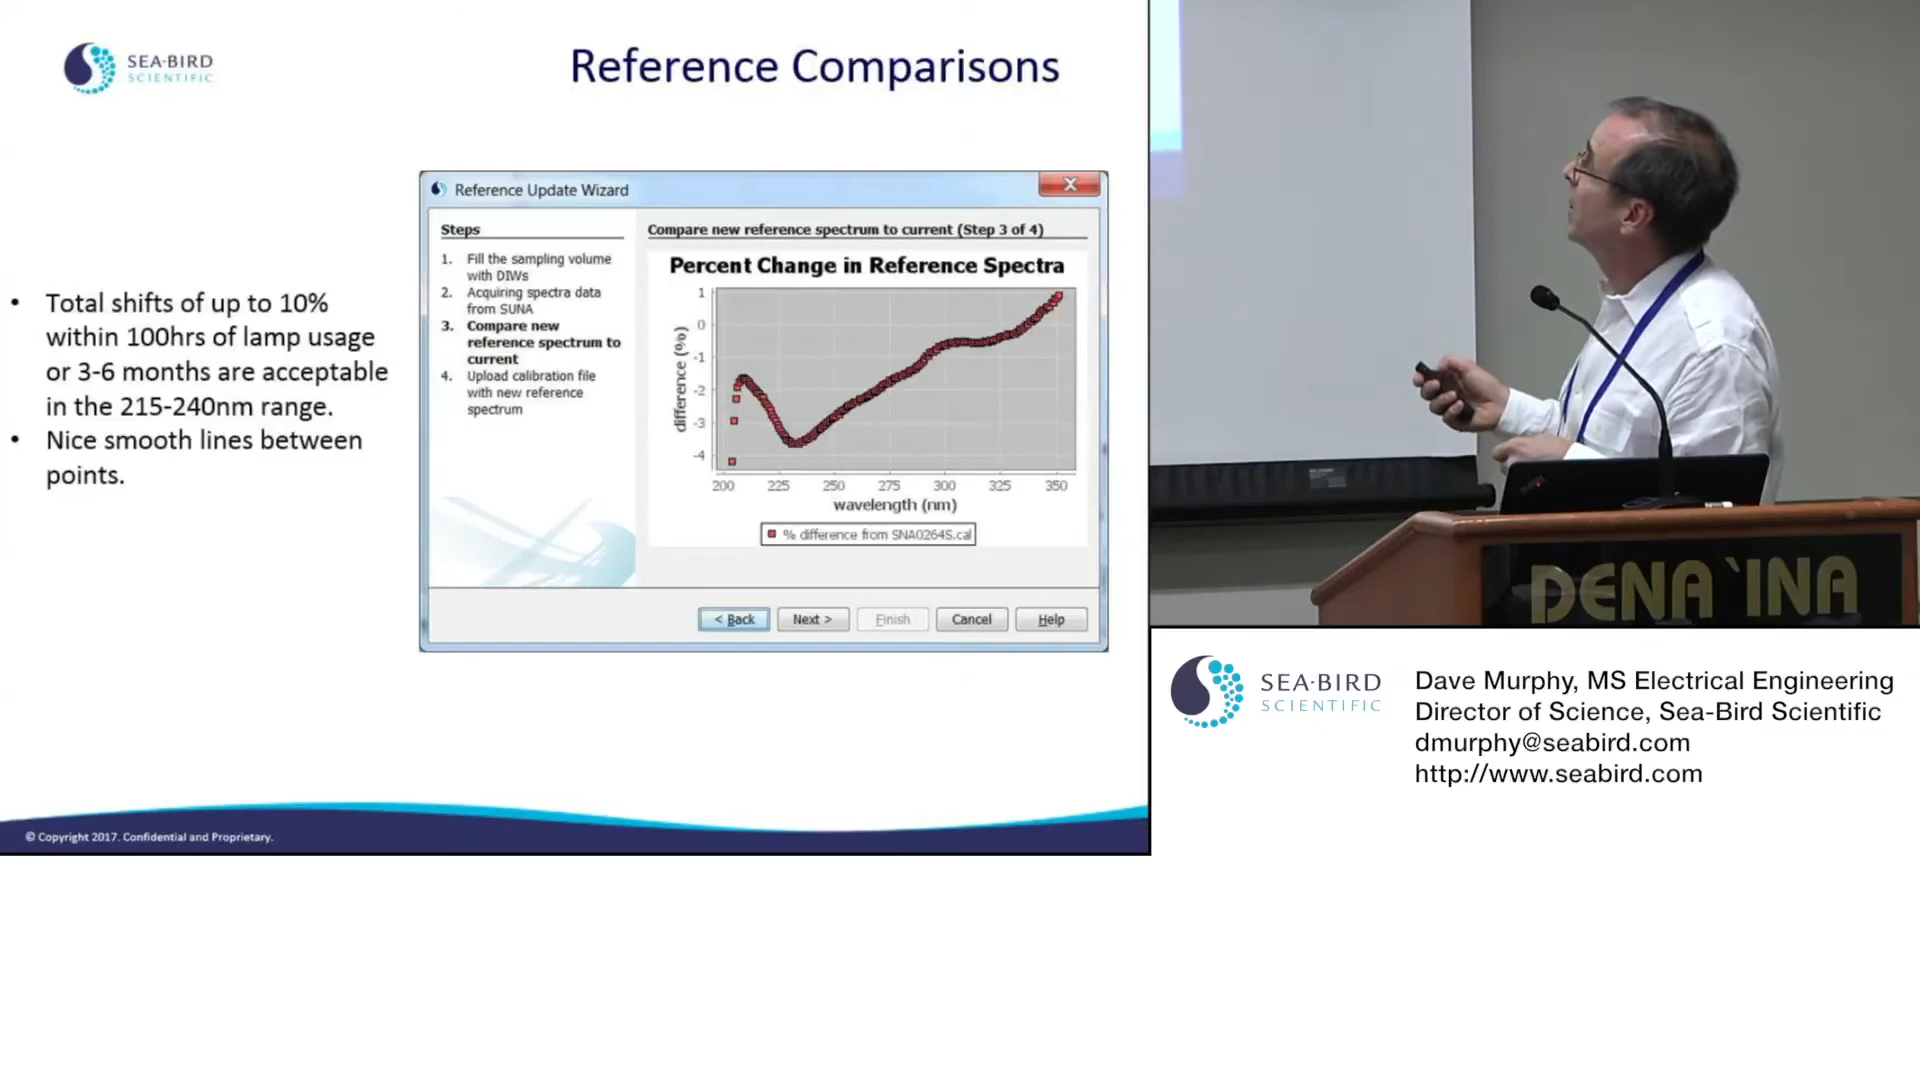 SEA·BIRD
SCIENTIFIC
Reference Comparisons
• Total shifts of up to 10%
within 100hrs of lamp usage
or 3-6 months are acceptable
in the 215-240nm range.
• Nice smooth lines between
points.
Reference Update Wizard
Steps
1. Fill the sampling volume
with DIWs
2. Acquiring spectra data
from SUNA
3. Compare new
reference spectrum to
current
4. Upload calibration file
with new reference
spectrum
Compare new reference spectrum to current (Step 3 of 4)
Percent Change in Reference Spectra
difference (%)
1
0
-1
-2
-3
-4
200 225 250 275 300 325 350
wavelength (nm)
% difference from SNA0264S.cal
< Back Next > Finish Cancel Help
© Copyright 2017. Confidential and Proprietary.
DENA'INA
SEA·BIRD
SCIENTIFIC
Dave Murphy, MS Electrical Engineering
Director of Science, Sea-Bird Scientific
dmurphy@seabird.com
http://www.seabird.com